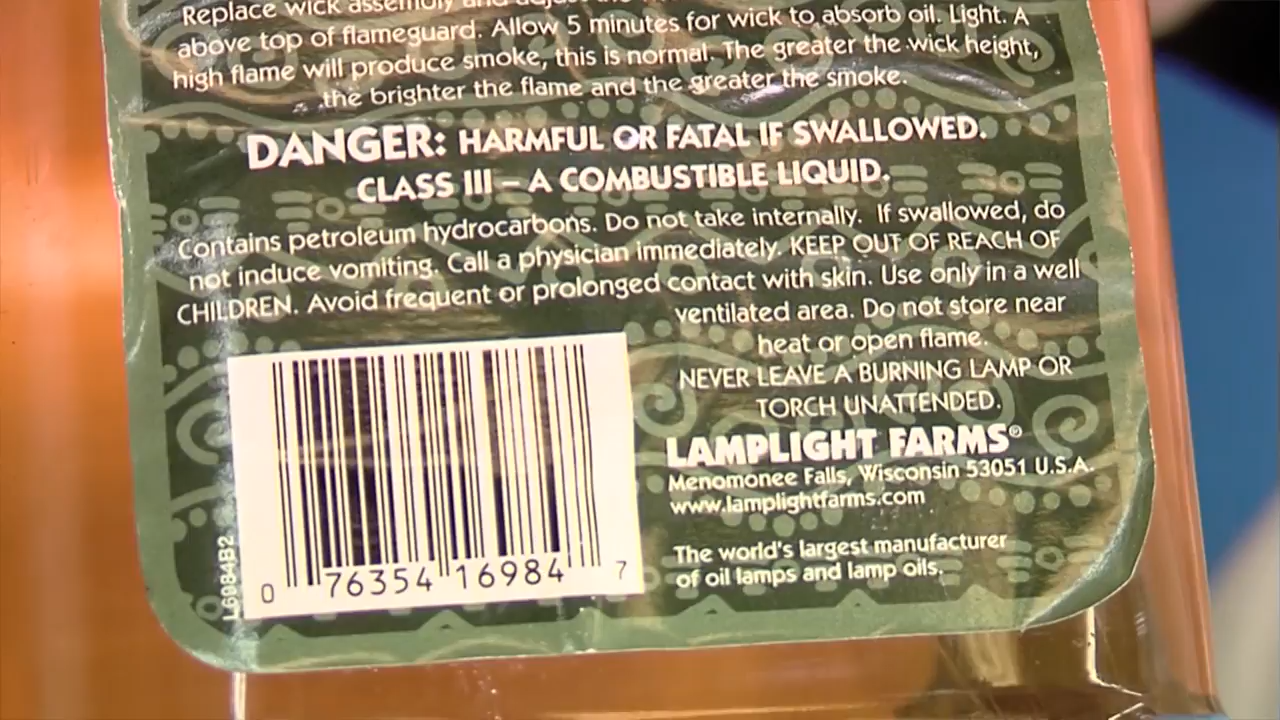 Replace wick assembly and adjust the
above top of flameguard. Allow 5 minutes for wick to absorb oil. Light. A
high flame will produce smoke, this is normal. The greater the wick height,
the brighter the flame and the greater the smoke.
DANGER: HARMFUL OR FATAL IF SWALLOWED.
CLASS III – A COMBUSTIBLE LIQUID.
Contains petroleum hydrocarbons. Do not take internally. If swallowed, do
not induce vomiting. Call a physician immediately. KEEP OUT OF REACH OF
CHILDREN. Avoid frequent or prolonged contact with skin. Use only in a well
ventilated area. Do not store near
heat or open flame.
NEVER LEAVE A BURNING LAMP OR
TORCH UNATTENDED.
LAMPLIGHT FARMS®
Menomonee Falls, Wisconsin 53051 U.S.A.
www.lamplightfarms.com
The world's largest manufacturer
of oil lamps and lamp oils.
L6084B2
0 76354 16984 7